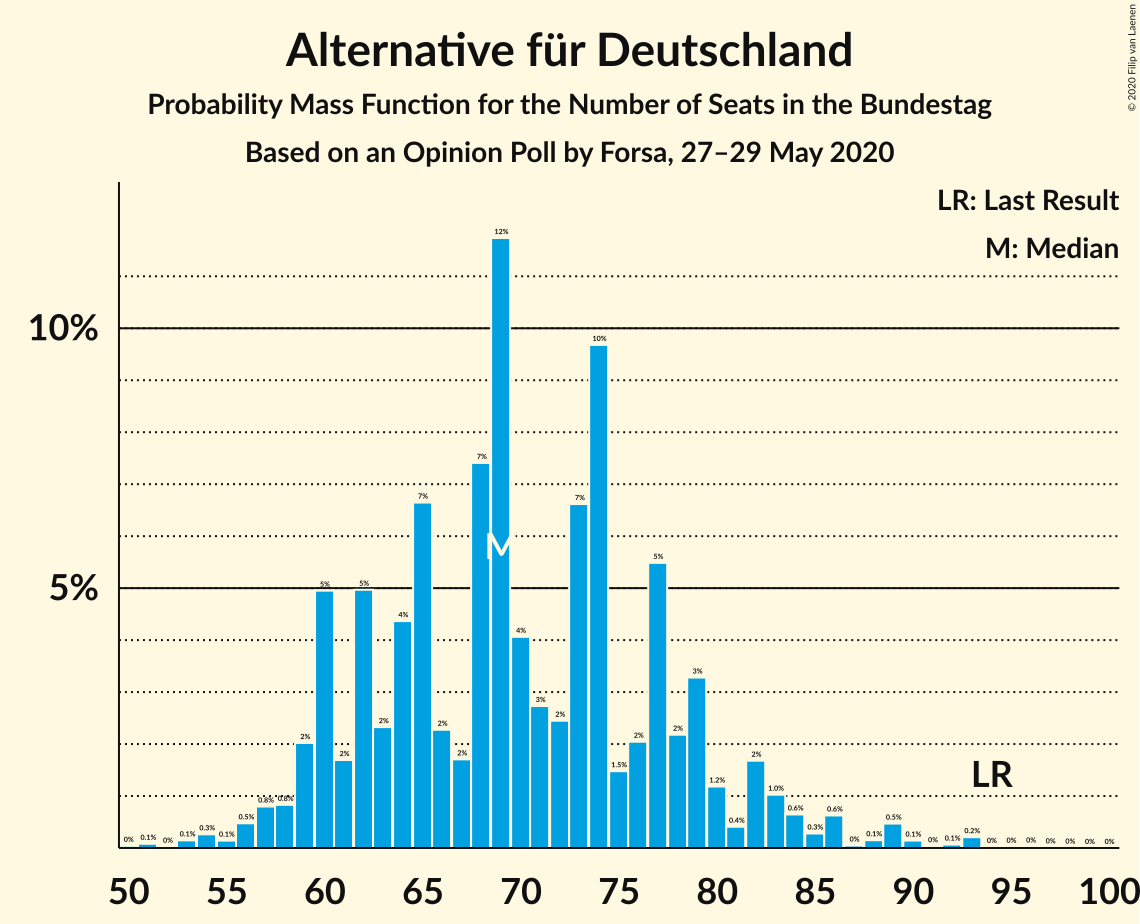 Alternative für Deutschland
Probability Mass Function for the Number of Seats in the Bundestag
Based on an Opinion Poll by Forsa, 27–29 May 2020
© 2020 Filip van Laenen
LR: Last Result
M: Median
10%
5%
0% 0.1% 0% 0.1% 0.3% 0.1% 0.5% 0.8% 0.8% 2% 5% 2% 5% 2% 4% 7% 2% 2% 7% 12% 4% 3% 2% 7% 10% 1.5% 2% 5% 2% 3% 1.2% 0.4% 2% 1.0% 0.6% 0.3% 0.6% 0% 0.1% 0.5% 0.1% 0% 0.1% 0.2% 0% 0% 0% 0% 0% 0% 0%
M
LR
50 55 60 65 70 75 80 85 90 95 100